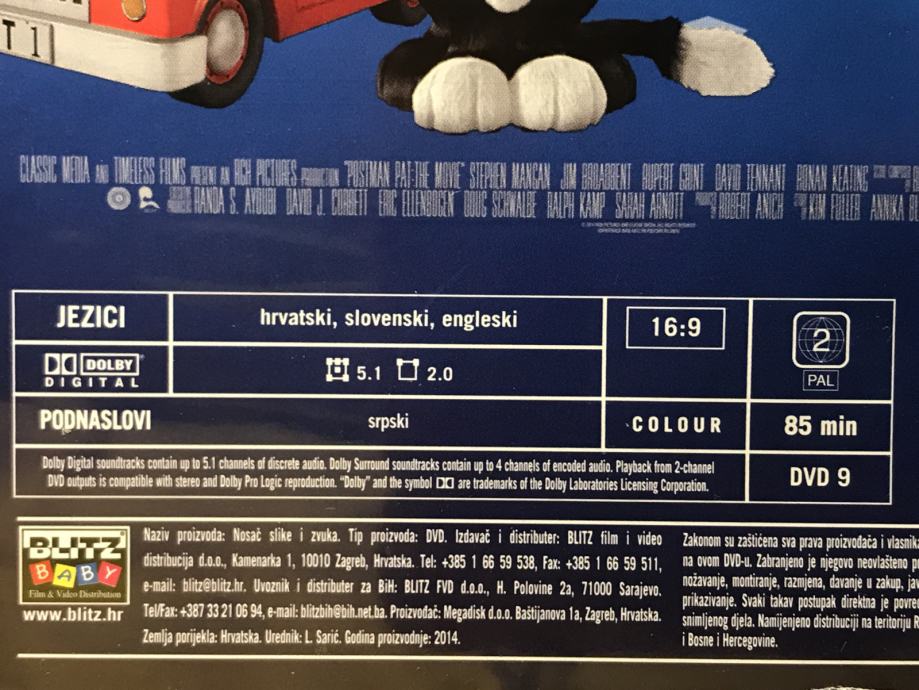 T 1
CLASSIC MEDIA AND TIMELESS FILMS PRESENT AN RGH PICTURES PRODUCTION "POSTMAN PAT: THE MOVIE" STEPHEN MANGAN JIM BROADBENT RUPERT GRINT DAVID TENNANT RONAN KEATING
RANDA S. AYOUBI DAVID J. CORBETT ERIC ELLENBOGEN DOUG SCHWALBE RALPH KAMP SARAH ARNOTT ROBERT ANICH KIM FULLER ANNIKA
JEZICI
hrvatski, slovenski, engleski
16:9
2
PAL
DOLBY
DIGITAL
5.1 2.0
PODNASLOVI
srpski
COLOUR
85 min
Dolby Digital soundtracks contain up to 5.1 channels of discrete audio. Dolby Surround soundtracks contain up to 4 channels of encoded audio. Playback from 2-channel
DVD outputs is compatible with stereo and Dolby Pro Logic reproduction. "Dolby" and the symbol are trademarks of the Dolby Laboratories Licensing Corporation.
DVD 9
BLITZ
BABY
Film & Video Distribution
www.blitz.hr
Naziv proizvoda: Nosač slike i zvuka. Tip proizvoda: DVD. Izdavač i distributer: BLITZ film i video
distribucija d.o.o., Kamenarka 1, 10010 Zagreb, Hrvatska. Tel: +385 1 66 59 538, Fax: +385 1 66 59 511,
e-mail: blitz@blitz.hr. Uvoznik i distributer za BiH: BLITZ FVD d.o.o., H. Polovine 2a, 71000 Sarajevo.
Tel/Fax: +387 33 21 06 94, e-mail: blitzbih@bih.net.ba. Proizvođač: Megadisk d.o.o. Baštijanova 1a, Zagreb, Hrvatska.
Zemlja porijekla: Hrvatska. Urednik: L. Sarić. Godina proizvodnje: 2014.
Zakonom su zaštićena sva prava proizvođača i vlasnika
na ovom DVD-u. Zabranjeno je njegovo neovlašteno
nožavanje, montiranje, razmjena, davanje u zakup,
prikazivanje. Svaki takav postupak direktna je
snimljenog djela. Namijenjeno distribuciji na teritoriju
i Bosne i Hercegovine.